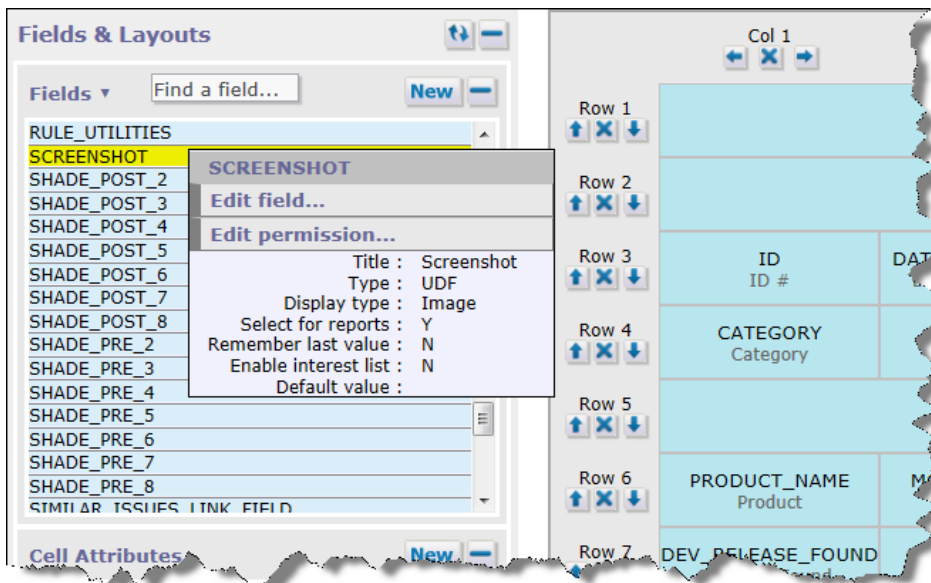 Fields & Layouts
Fields ▾
Find a field...
New
RULE_UTILITIES
SCREENSHOT
SHADE_POST_2
SHADE_POST_3
SHADE_POST_4
SHADE_POST_5
SHADE_POST_6
SHADE_POST_7
SHADE_POST_8
SHADE_PRE_2
SHADE_PRE_3
SHADE_PRE_4
SHADE_PRE_5
SHADE_PRE_6
SHADE_PRE_7
SHADE_PRE_8
SIMILAR_ISSUES_LINK_FIELD
SCREENSHOT
Edit field...
Edit permission...
Title : Screenshot
Type : UDF
Display type : Image
Select for reports : Y
Remember last value : N
Enable interest list : N
Default value :
Cell Attributes
New
Col 1
Row 1
Row 2
Row 3
ID
ID #
DAT
Row 4
CATEGORY
Category
Row 5
Row 6
PRODUCT_NAME
Product
Row 7
DEV_RELEASE_FOUND